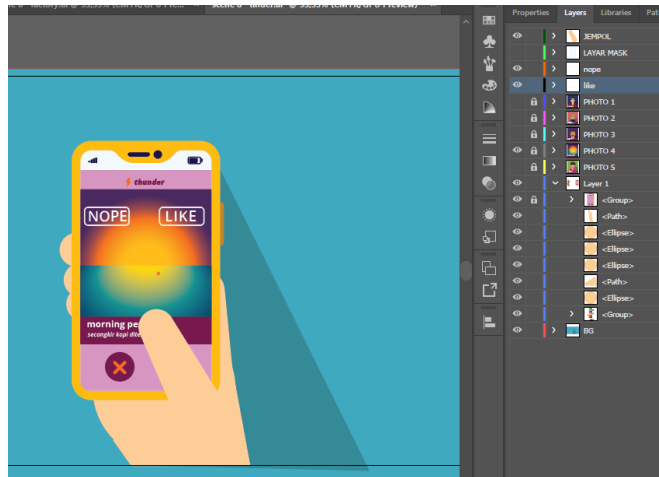 Properties Layers Libraries
JEMPOL
LAYAR MASK
nope
like
PHOTO 1
PHOTO 2
PHOTO 3
PHOTO 4
PHOTO 5
Layer 1
<Group>
<Path>
<Ellipse>
<Ellipse>
<Ellipse>
<Path>
<Ellipse>
<Group>
BG
thunder
NOPE LIKE
morning pe
secangkir kopi dite